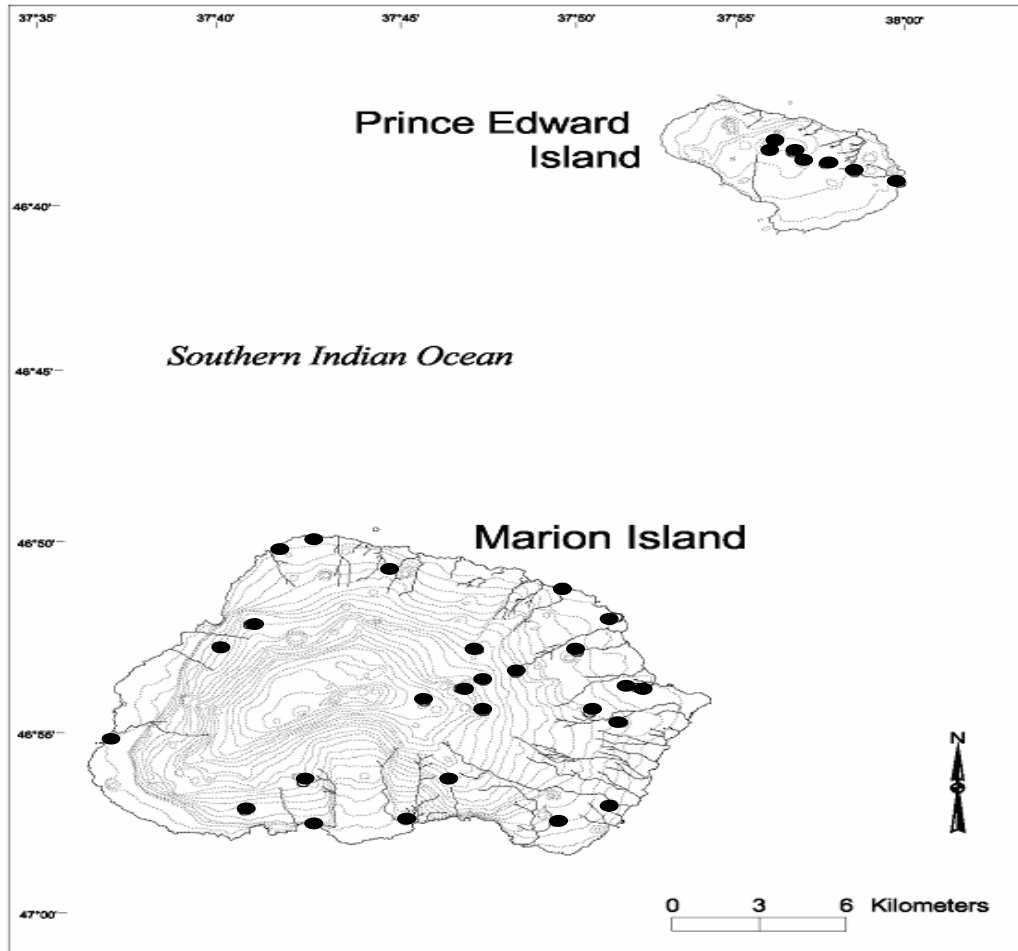 37°35'
37°40'
37°45'
37°50'
37°55'
38°00'
Prince Edward
Island
46°40'
Southern Indian Ocean
46°45'
46°50'
Marion Island
46°55'
N
0 3 6 Kilometers
47°00'